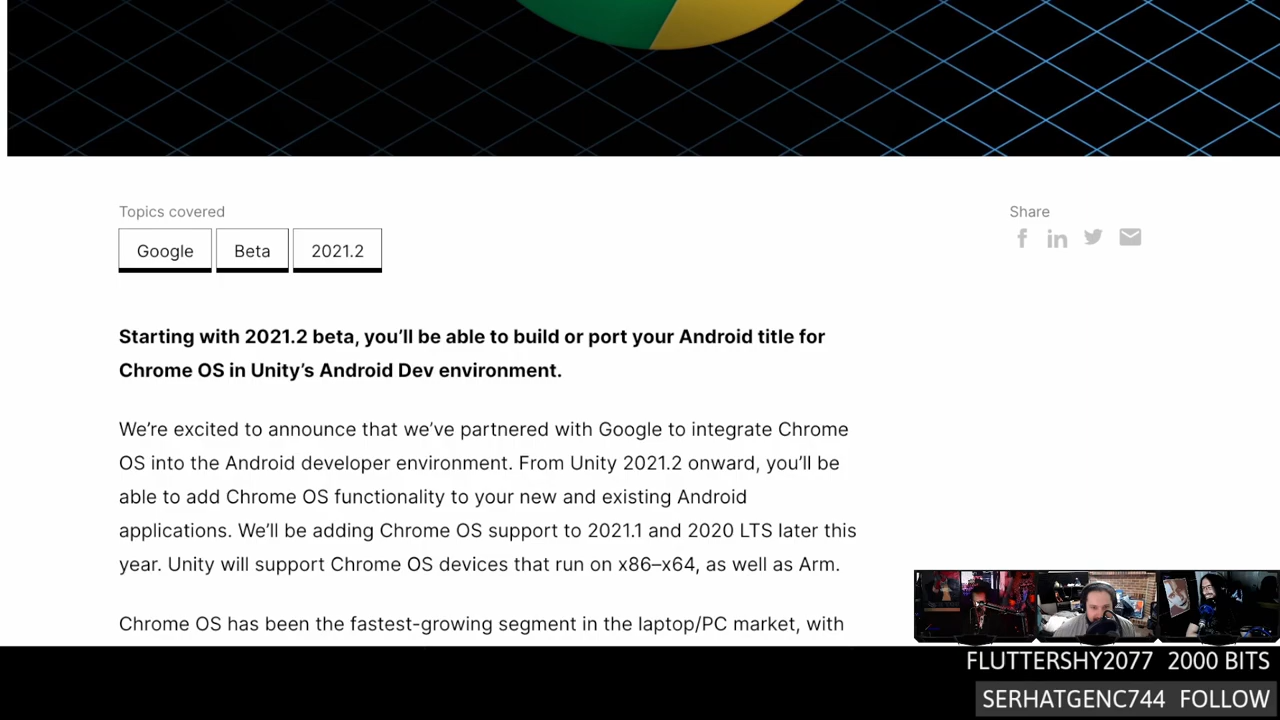 Topics covered
Share
Google
Beta
2021.2
Starting with 2021.2 beta, you’ll be able to build or port your Android title for
Chrome OS in Unity’s Android Dev environment.
We’re excited to announce that we’ve partnered with Google to integrate Chrome
OS into the Android developer environment. From Unity 2021.2 onward, you’ll be
able to add Chrome OS functionality to your new and existing Android
applications. We’ll be adding Chrome OS support to 2021.1 and 2020 LTS later this
year. Unity will support Chrome OS devices that run on x86–x64, as well as Arm.
Chrome OS has been the fastest-growing segment in the laptop/PC market, with
FLUTTERSHY2077 2000 BITS
SERHATGENC744 FOLLOW